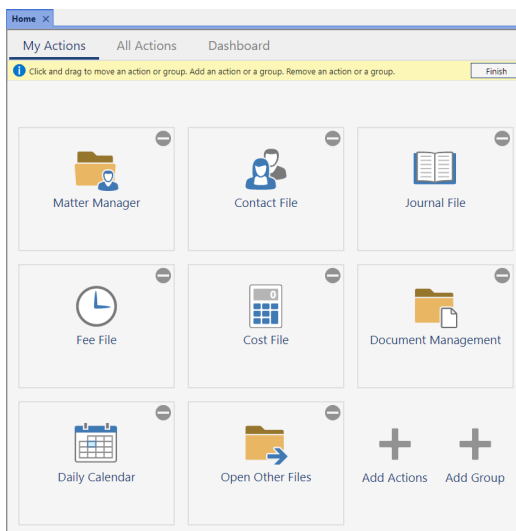 Home
My Actions All Actions Dashboard
Click and drag to move an action or group. Add an action or a group. Remove an action or a group. Finish
Matter Manager Contact File Journal File
0
Fee File Cost File Document Management
Daily Calendar Open Other Files Add Actions Add Group